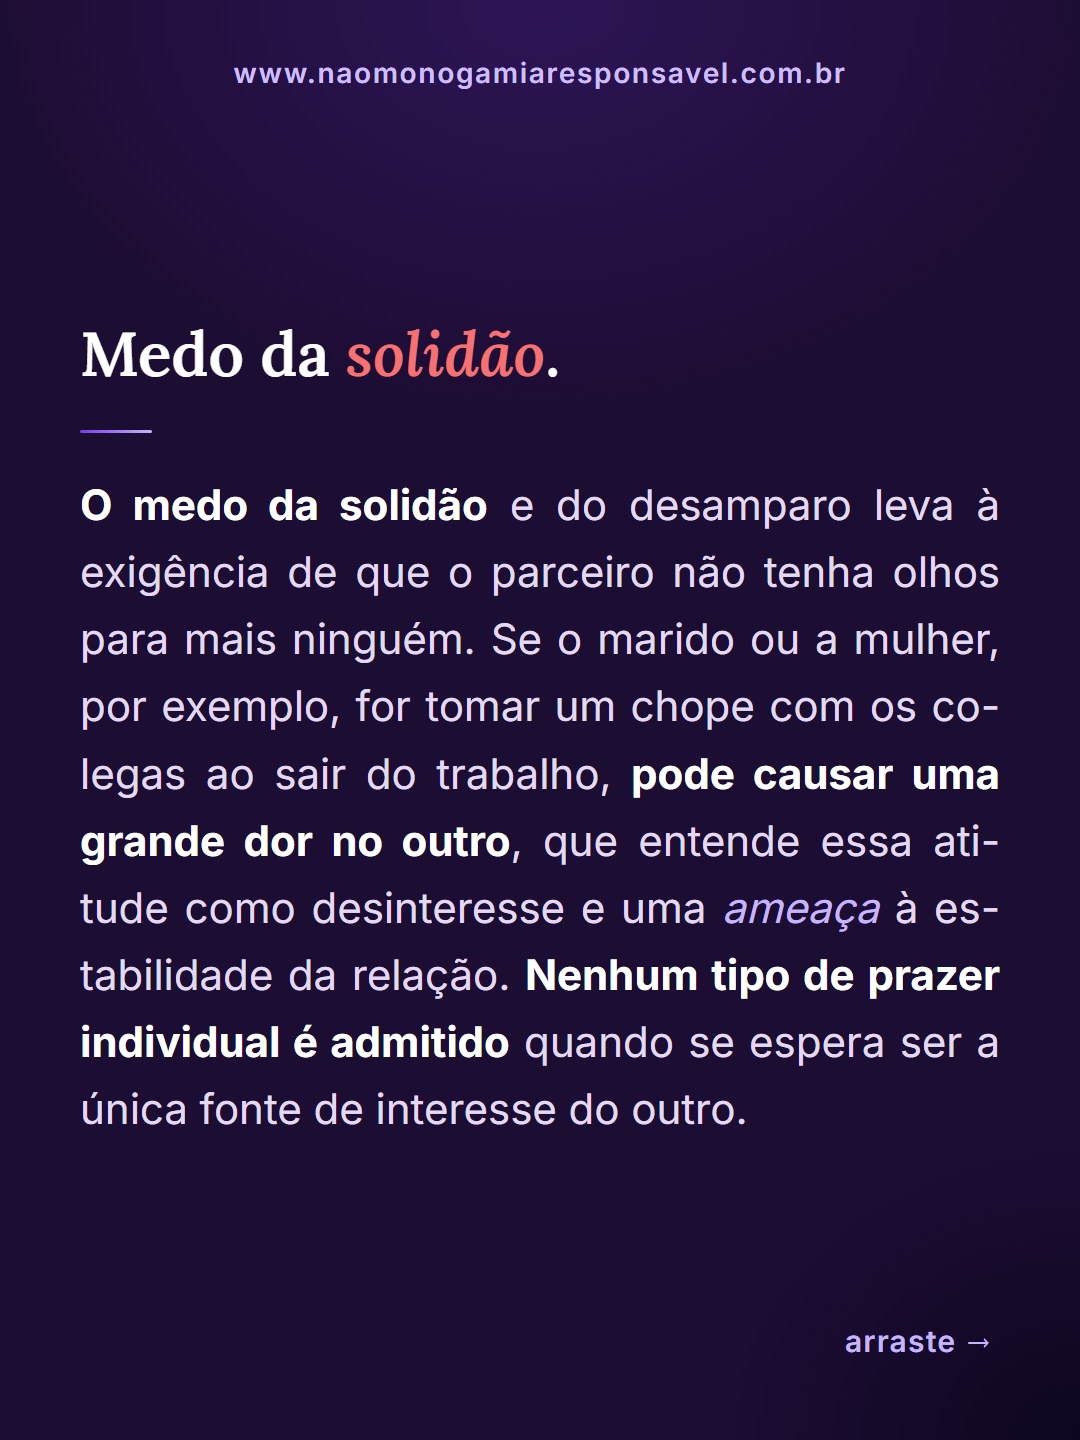 www.naomonogamiaresponsavel.com.br
Medo da solidão.
O medo da solidão e do desamparo leva à
exigência de que o parceiro não tenha olhos
para mais ninguém. Se o marido ou a mulher,
por exemplo, for tomar um chope com os co-
legas ao sair do trabalho, pode causar uma
grande dor no outro, que entende essa ati-
tude como desinteresse e uma ameaça à es-
tabilidade da relação. Nenhum tipo de prazer
individual é admitido quando se espera ser a
única fonte de interesse do outro.
arraste →